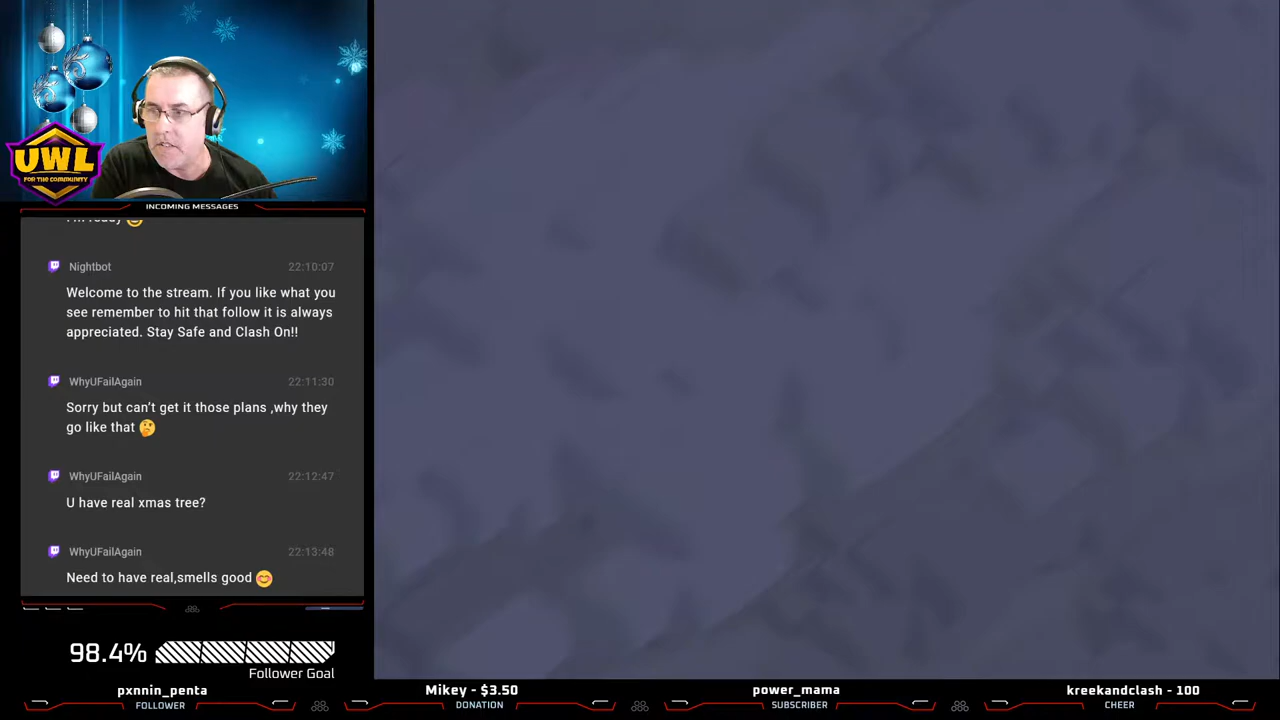 UWL
FOR THE COMMUNITY
INCOMING MESSAGES
I'm ready 😊
Nightbot 22:10:07
Welcome to the stream. If you like what you
see remember to hit that follow it is always
appreciated. Stay Safe and Clash On!!
WhyUFailAgain 22:11:30
Sorry but can't get it those plans ,why they
go like that 🤔
WhyUFailAgain 22:12:47
U have real xmas tree?
WhyUFailAgain 22:13:48
Need to have real,smells good 😊
98.4%
Follower Goal
pxnnin_penta
FOLLOWER
Mikey - $3.50
DONATION
power_mama
SUBSCRIBER
kreekandclash - 100
CHEER